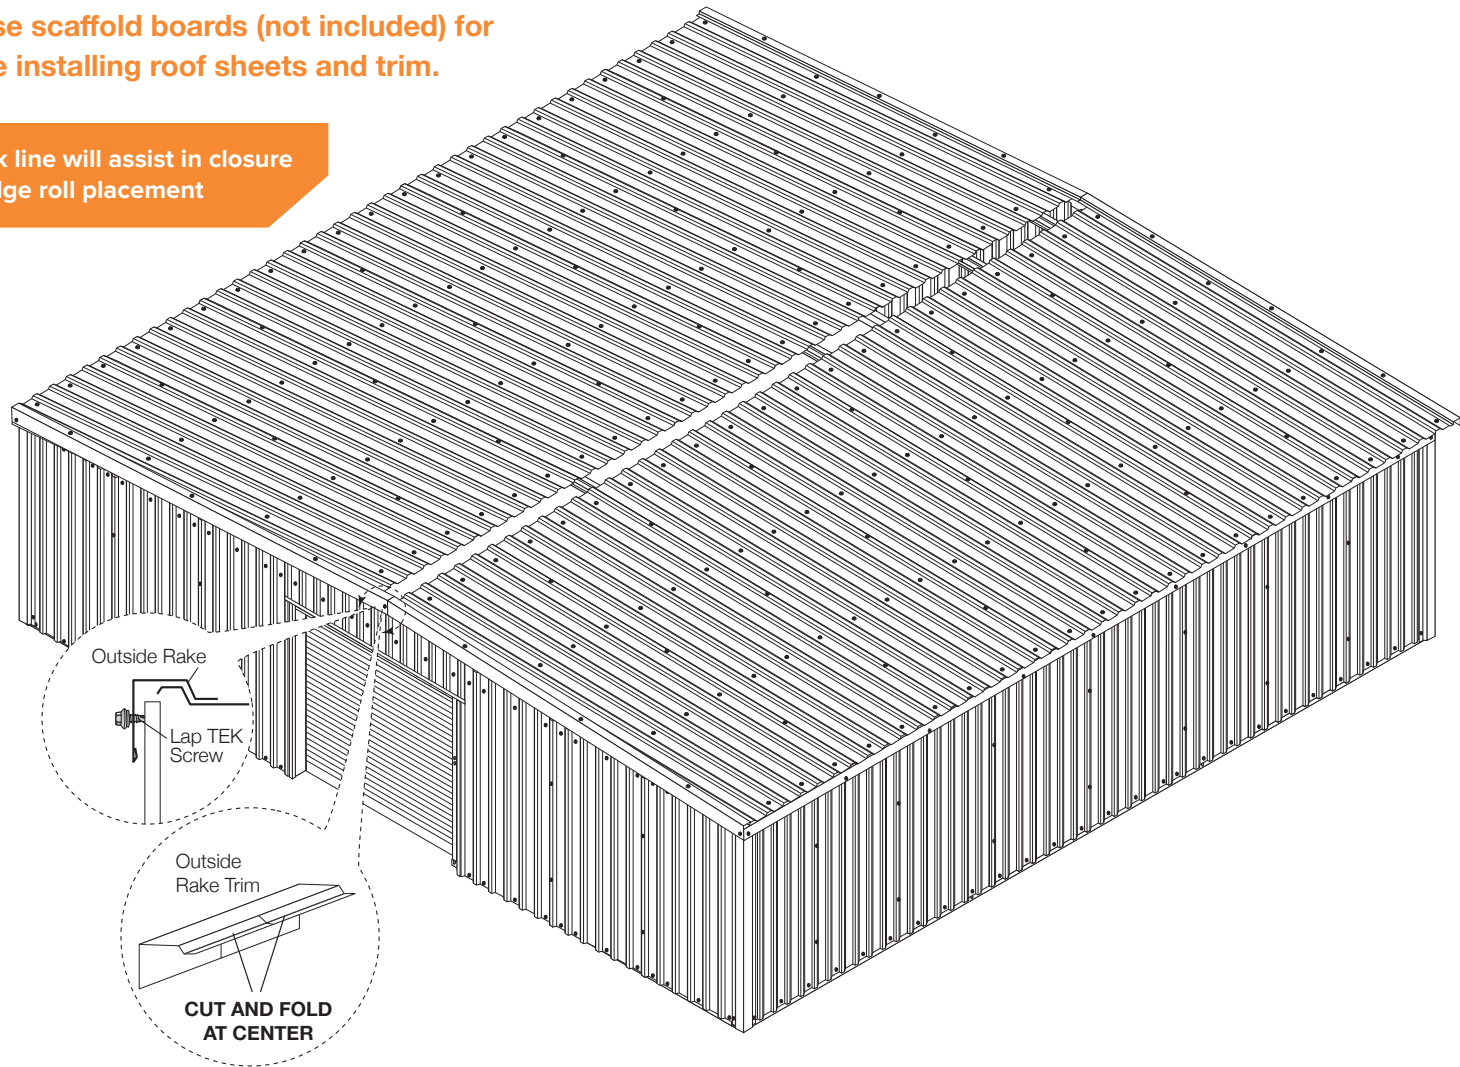 se scaffold boards (not included) for
e installing roof sheets and trim.
k line will assist in closure
dge roll placement
Outside Rake
Lap TEK
Screw
Outside
Rake Trim
CUT AND FOLD
AT CENTER